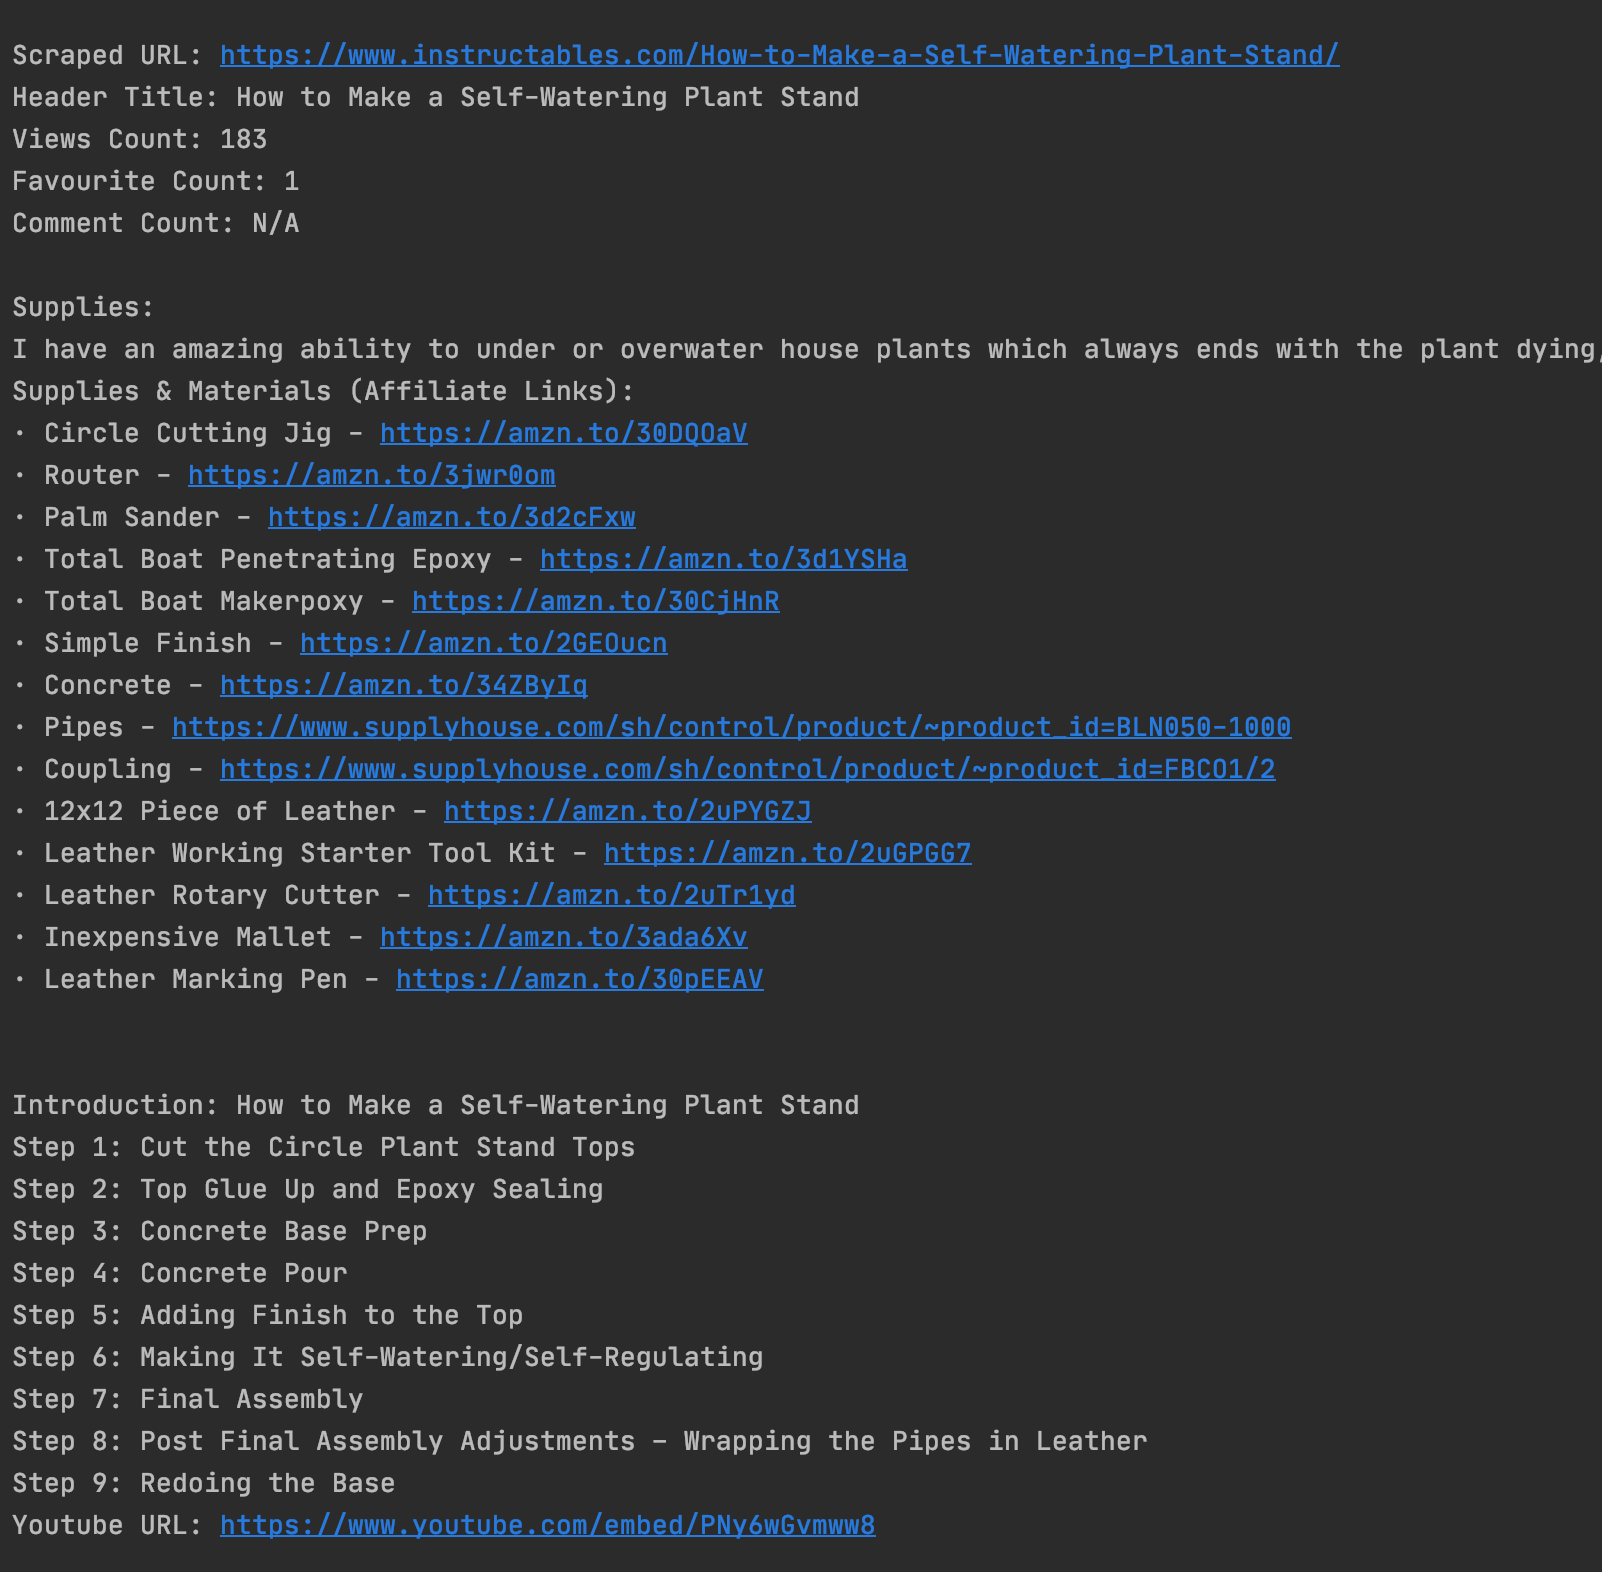 Scraped URL: https://www.instructables.com/How-to-Make-a-Self-Watering-Plant-Stand/
Header Title: How to Make a Self-Watering Plant Stand
Views Count: 183
Favourite Count: 1
Comment Count: N/A
Supplies:
I have an amazing ability to under or overwater house plants which always ends with the plant dying,
Supplies & Materials (Affiliate Links):
· Circle Cutting Jig – https://amzn.to/30DQOaV
· Router – https://amzn.to/3jwr0om
· Palm Sander – https://amzn.to/3d2cFxw
· Total Boat Penetrating Epoxy – https://amzn.to/3d1YSHa
· Total Boat Makerpoxy – https://amzn.to/30CjHnR
· Simple Finish – https://amzn.to/2GEOucn
· Concrete – https://amzn.to/34ZByIq
· Pipes – https://www.supplyhouse.com/sh/control/product/~product_id=BLN050-1000
· Coupling – https://www.supplyhouse.com/sh/control/product/~product_id=FBCO1/2
· 12x12 Piece of Leather – https://amzn.to/2uPYGZJ
· Leather Working Starter Tool Kit – https://amzn.to/2uGPGG7
· Leather Rotary Cutter – https://amzn.to/2uTr1yd
· Inexpensive Mallet – https://amzn.to/3ada6Xv
· Leather Marking Pen – https://amzn.to/30pEEAV
Introduction: How to Make a Self-Watering Plant Stand
Step 1: Cut the Circle Plant Stand Tops
Step 2: Top Glue Up and Epoxy Sealing
Step 3: Concrete Base Prep
Step 4: Concrete Pour
Step 5: Adding Finish to the Top
Step 6: Making It Self-Watering/Self-Regulating
Step 7: Final Assembly
Step 8: Post Final Assembly Adjustments – Wrapping the Pipes in Leather
Step 9: Redoing the Base
Youtube URL: https://www.youtube.com/embed/PNy6wGvmww8